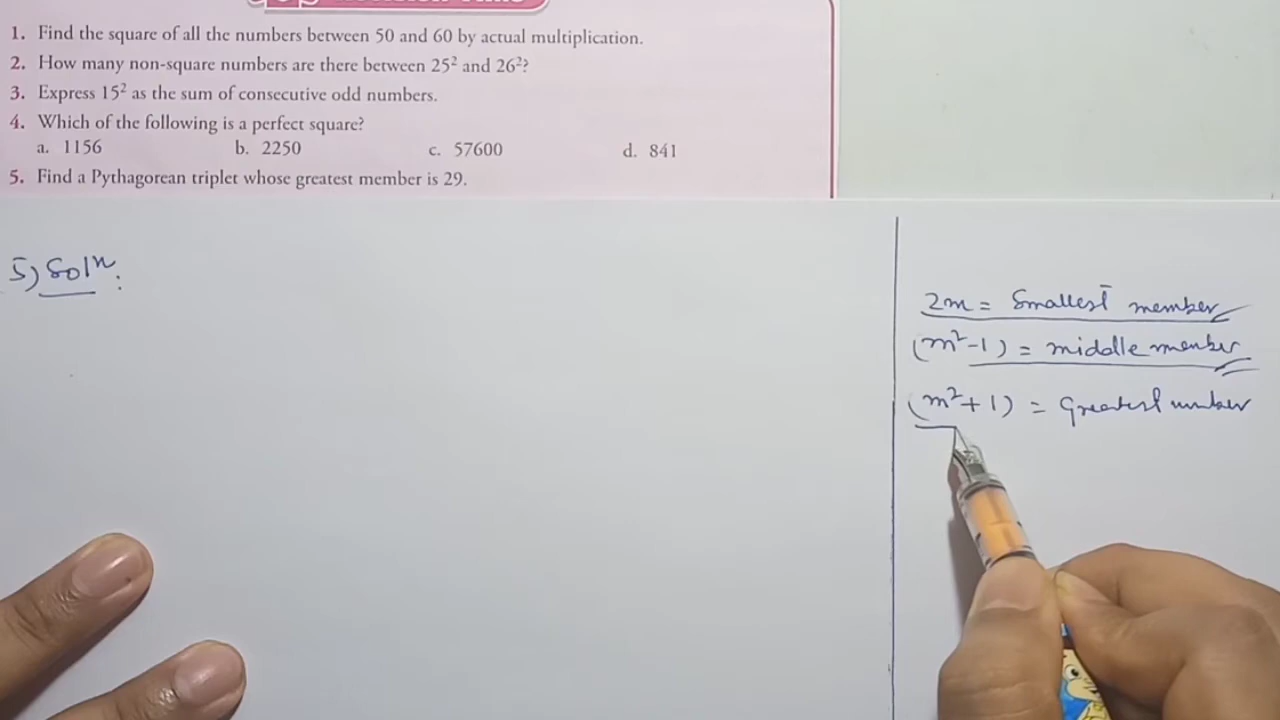 1. Find the square of all the numbers between 50 and 60 by actual multiplication.
2. How many non-square numbers are there between 25² and 26²?
3. Express 15² as the sum of consecutive odd numbers.
4. Which of the following is a perfect square?
a. 1156 b. 2250 c. 57600 d. 841
5. Find a Pythagorean triplet whose greatest member is 29.
5) Solⁿ:
2m = Smallest member
(m²-1) = middle member
(m²+1) = Greatest number